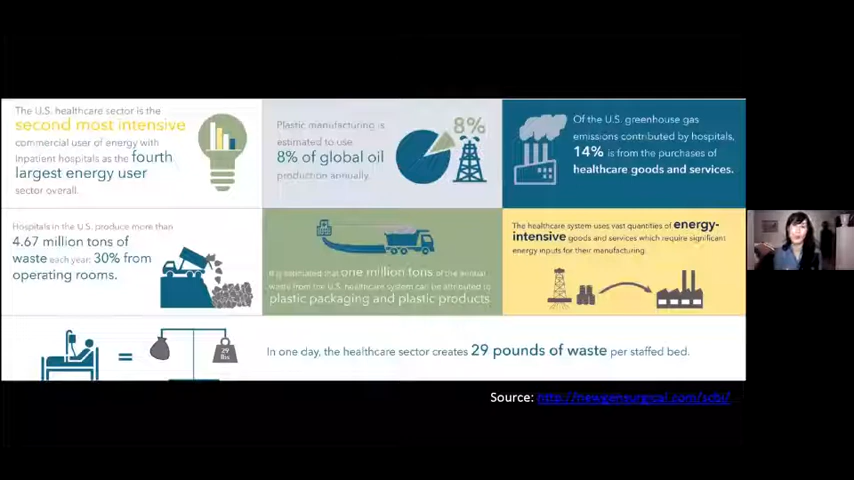 The U.S. healthcare sector is the
second most intensive
commercial user of energy with
inpatient hospitals as the fourth
largest energy user
sector overall.
Plastic manufacturing is
estimated to use
8% of global oil
production annually.
8%
Of the U.S. greenhouse gas
emissions contributed by hospitals,
14% is from the purchases of
healthcare goods and services.
Hospitals in the U.S. produce more than
4.67 million tons of
waste each year; 30% from
operating rooms.
It is estimated that one million tons of the annual
waste from the U.S. healthcare system can be attributed to
plastic packaging and plastic products
The healthcare system uses vast quantities of energy-
intensive goods and services which require significant
energy inputs for their manufacturing.
=
29
lbs
In one day, the healthcare sector creates 29 pounds of waste per staffed bed.
Source: http://newgensurgical.com/scbi/